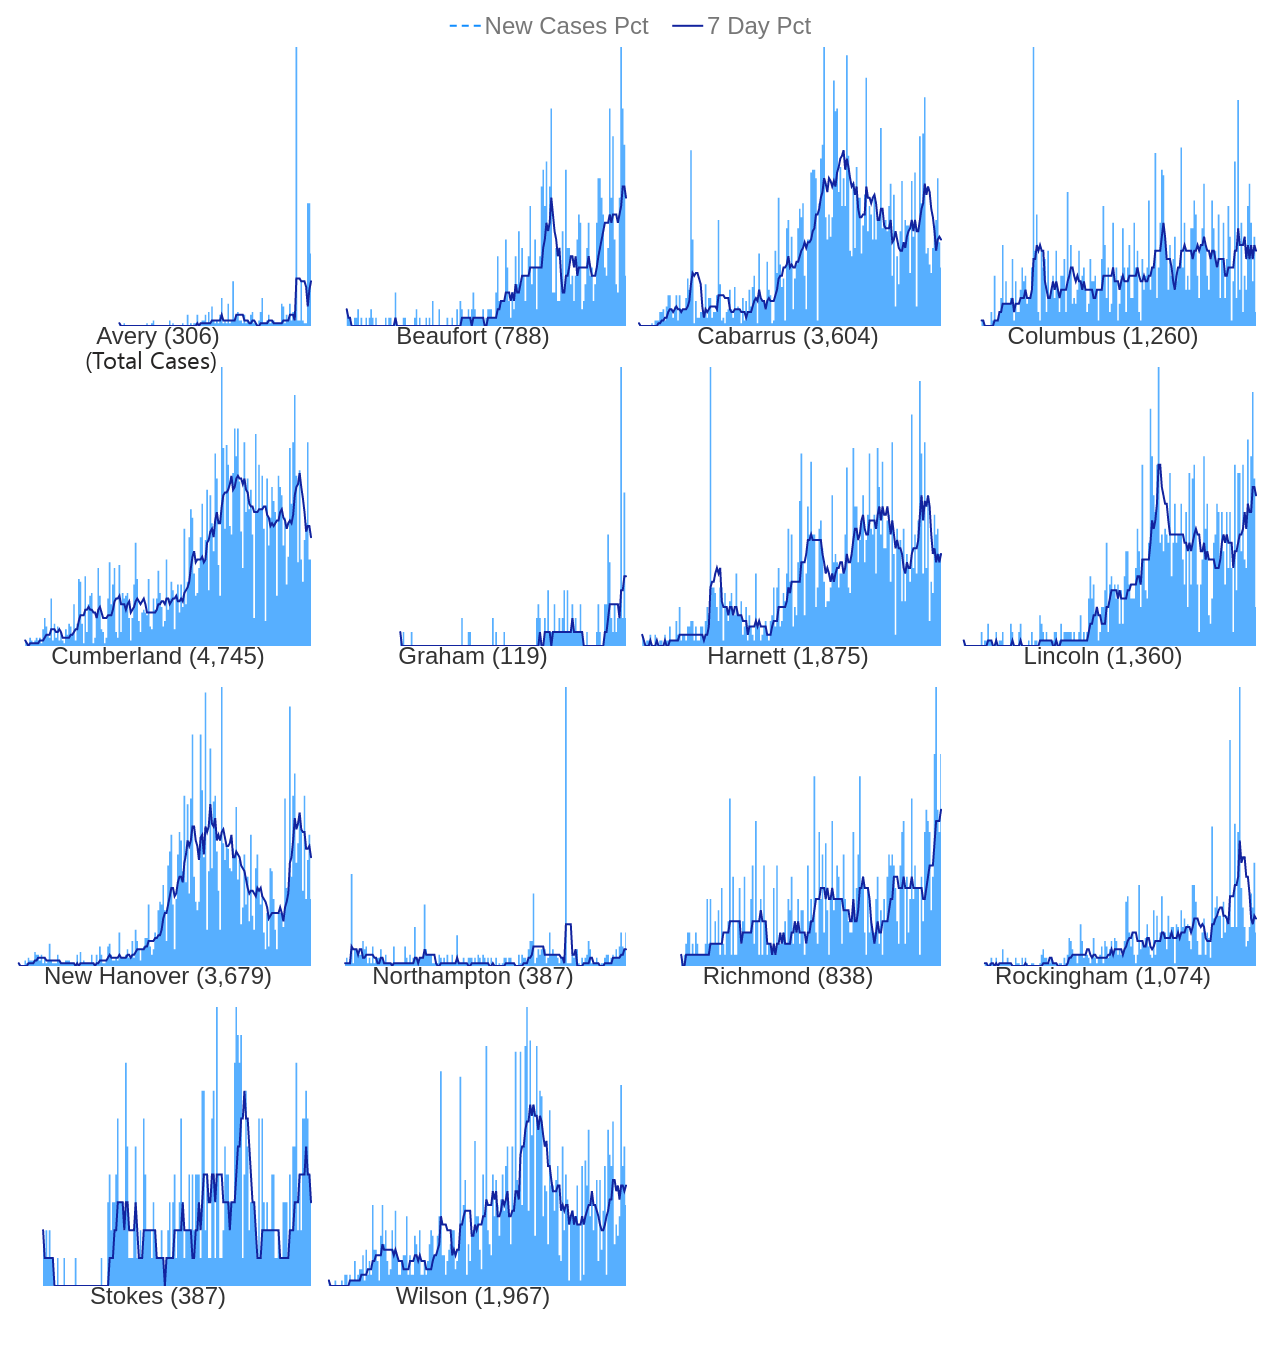 New Cases Pct 7 Day Pct
Avery (306) Beaufort (788) Cabarrus (3,604) Columbus (1,260)
(Total Cases)
Cumberland (4,745) Graham (119) Harnett (1,875) Lincoln (1,360)
New Hanover (3,679) Northampton (387) Richmond (838) Rockingham (1,074)
Stokes (387) Wilson (1,967)